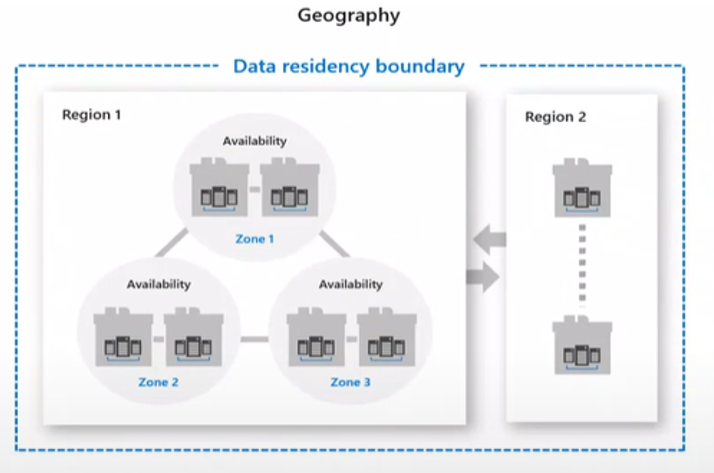 Geography
Data residency boundary
Region 1
Availability
Zone 1
Availability
Zone 2
Availability
Zone 3
Region 2